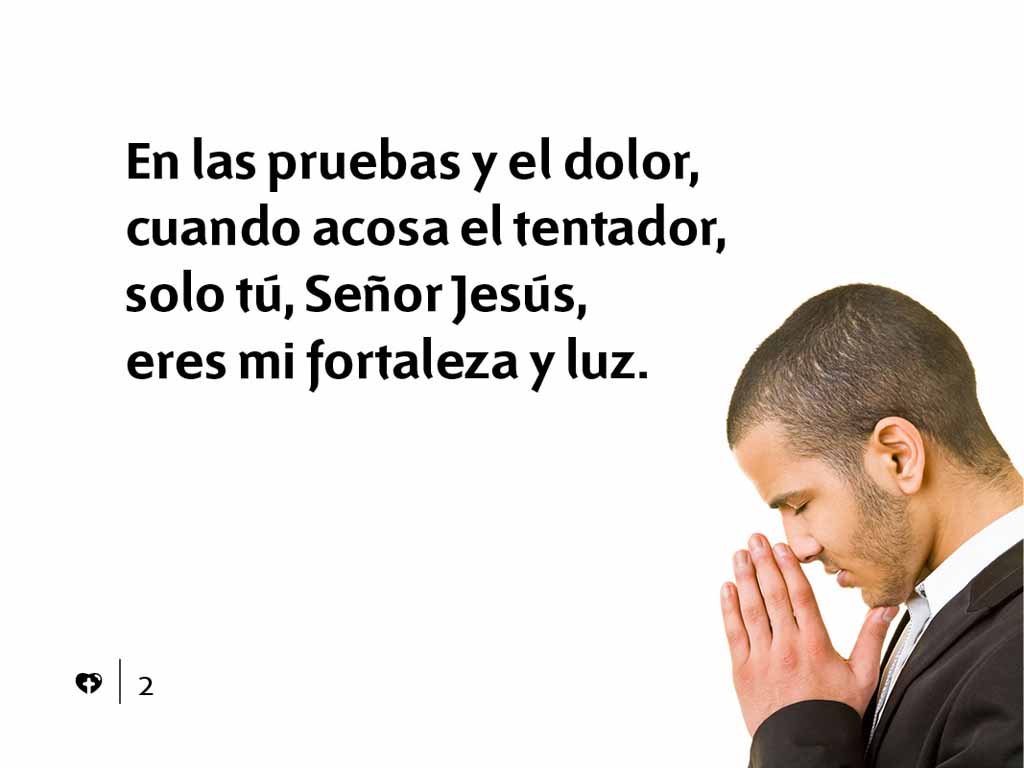 En las pruebas y el dolor,
cuando acosa el tentador,
solo tú, Señor Jesús,
eres mi fortaleza y luz.
2